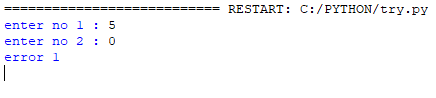 =========================== RESTART: C:/PYTHON/try.py
enter no 1 : 5
enter no 2 : 0
error 1